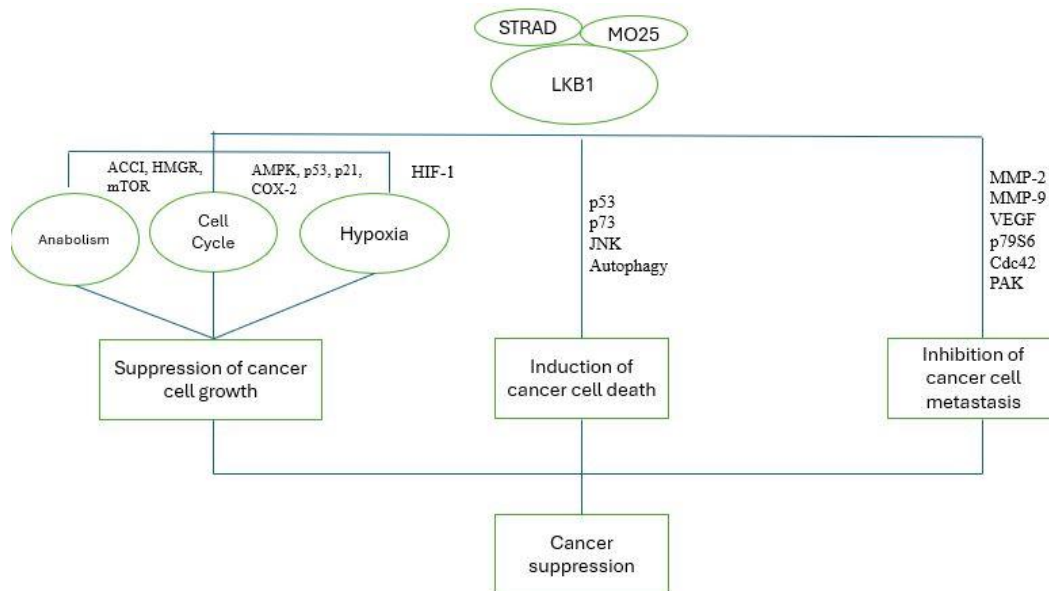 STRAD
MO25
LKB1
ACCI, HMGR,
mTOR
AMPK, p53, p21,
COX-2
HIF-1
Anabolism
Cell
Cycle
Hypoxia
p53
p73
JNK
Autophagy
MMP-2
MMP-9
VEGF
p79S6
Cdc42
PAK
Suppression of cancer
cell growth
Induction of
cancer cell death
Inhibition of
cancer cell
metastasis
Cancer
suppression